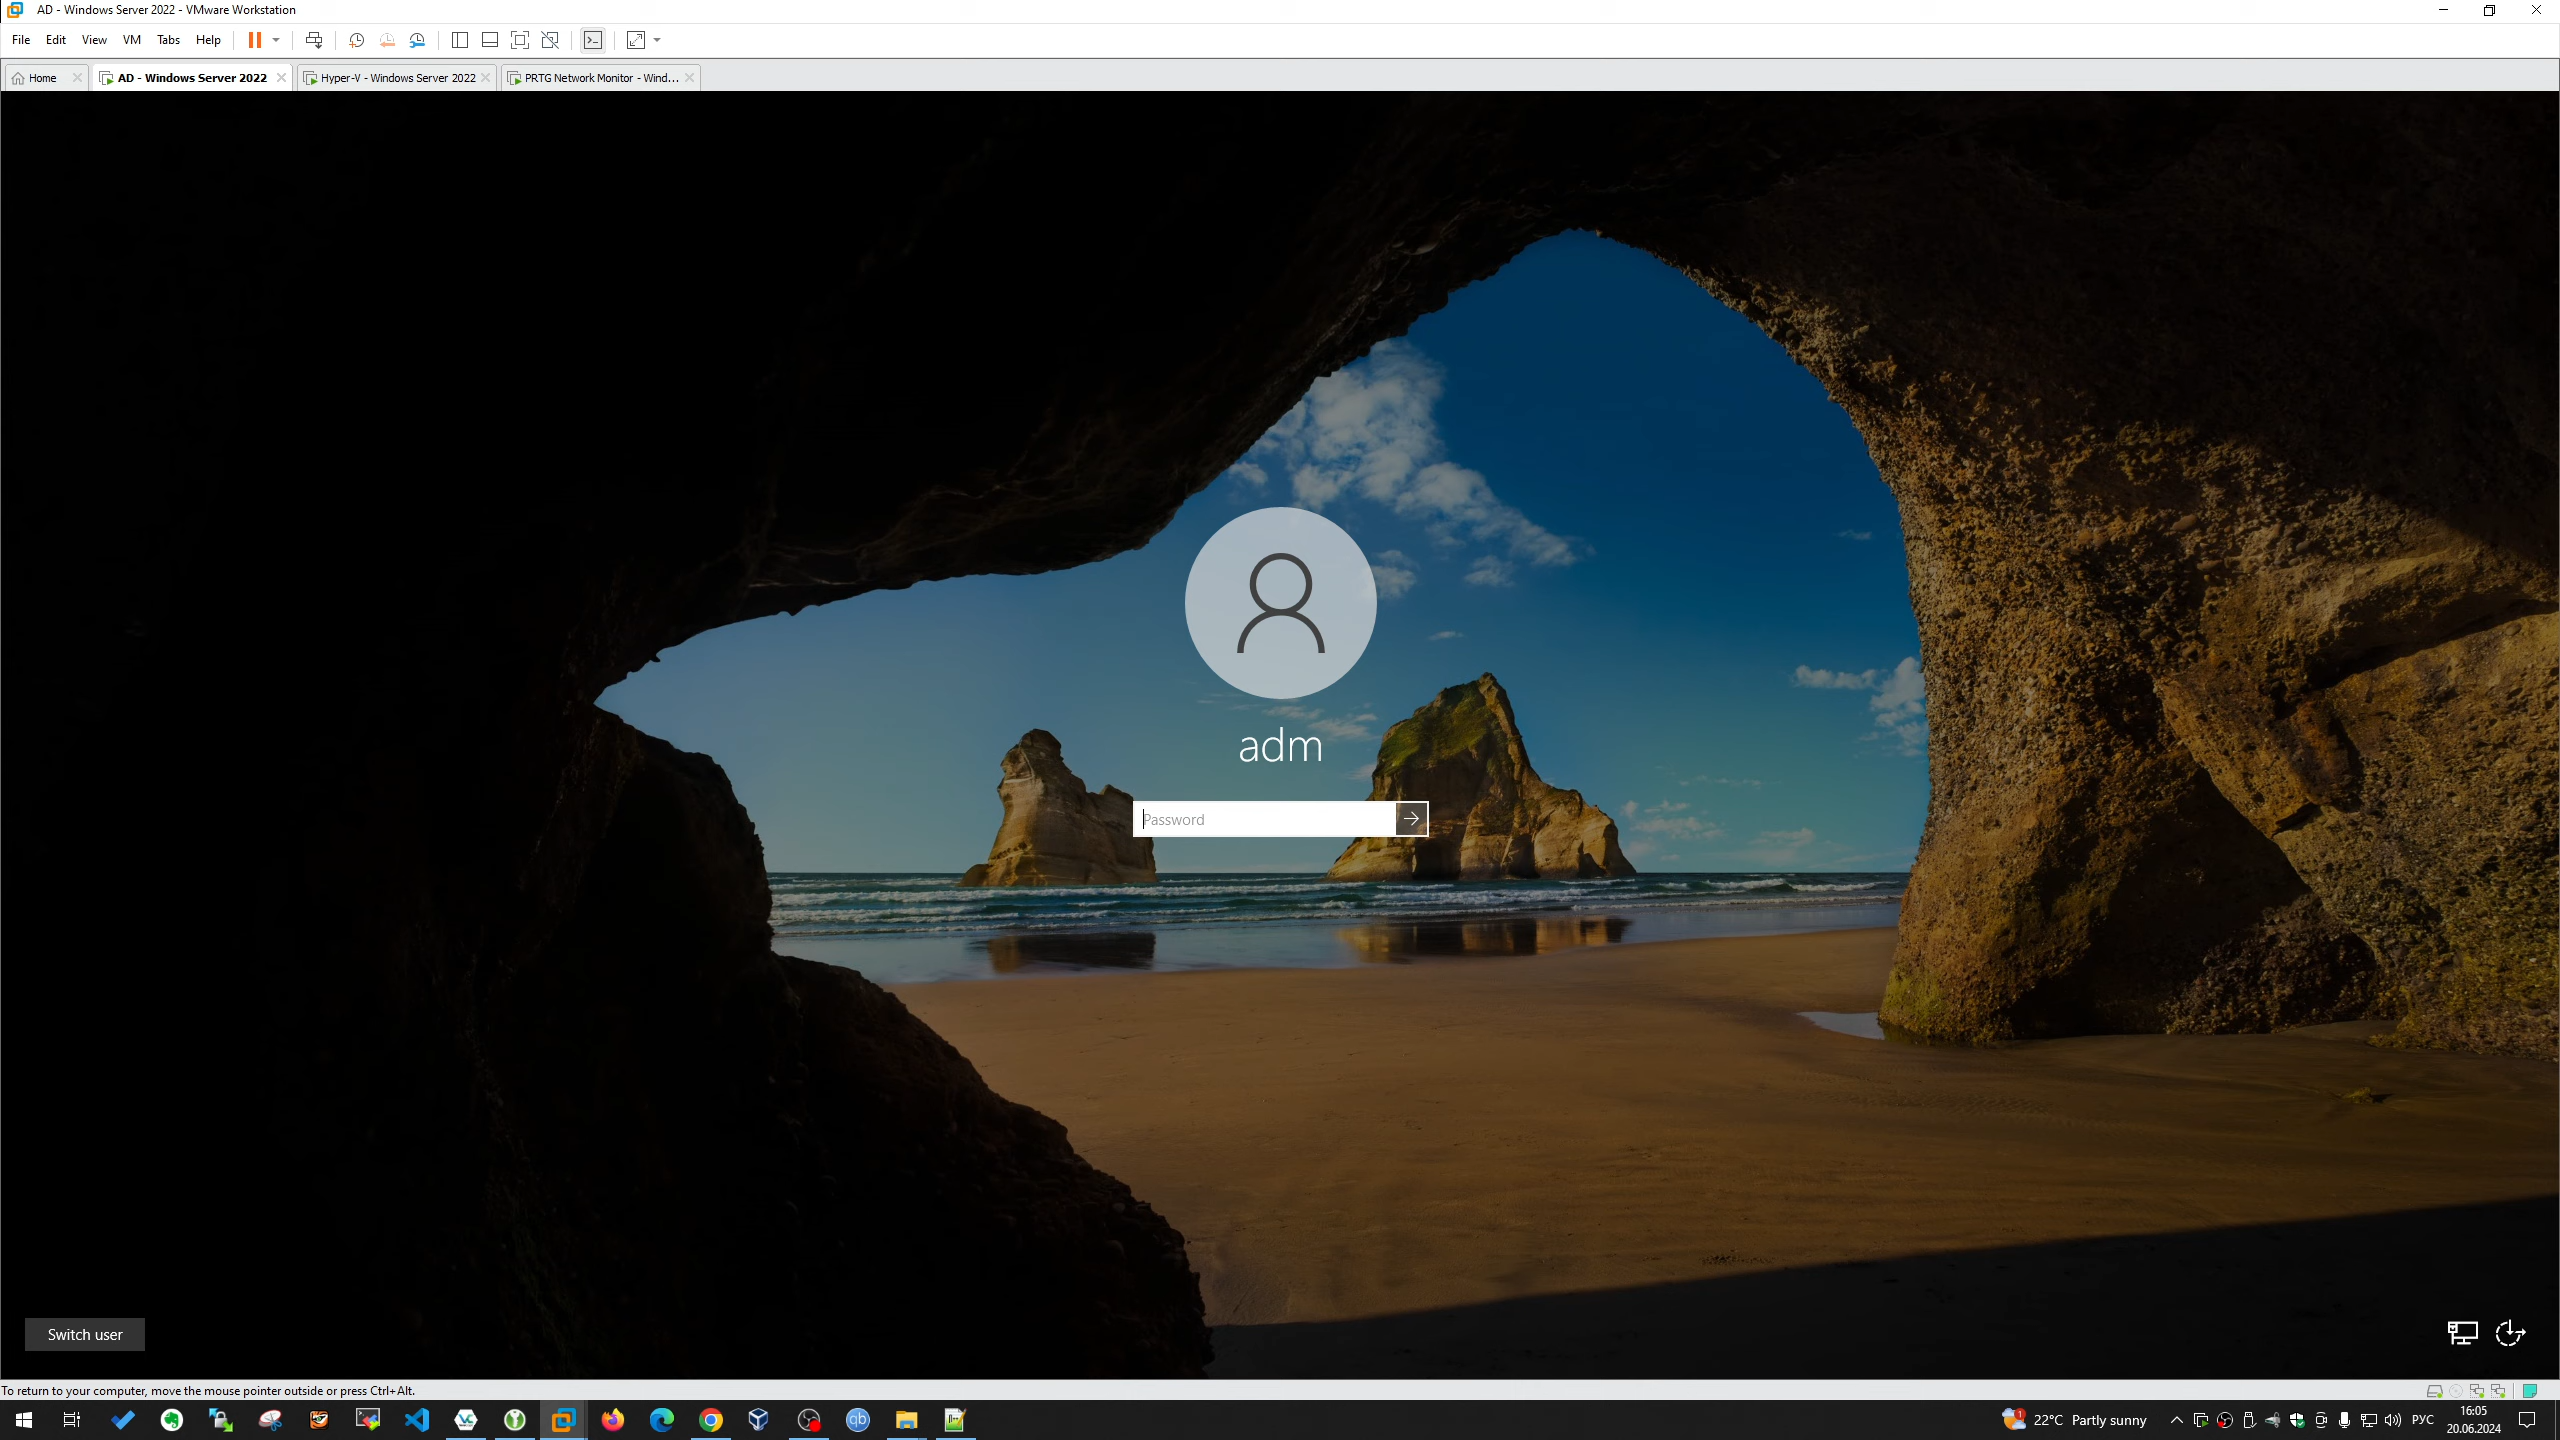 AD - Windows Server 2022 - VMware Workstation
File Edit View VM Tabs Help
Home AD - Windows Server 2022 Hyper-V - Windows Server 2022 PRTG Network Monitor - Wind...
adm
Password
Switch user
To return to your computer, move the mouse pointer outside or press Ctrl+Alt.
22°C Partly sunny РУС 16:05
20.06.2024